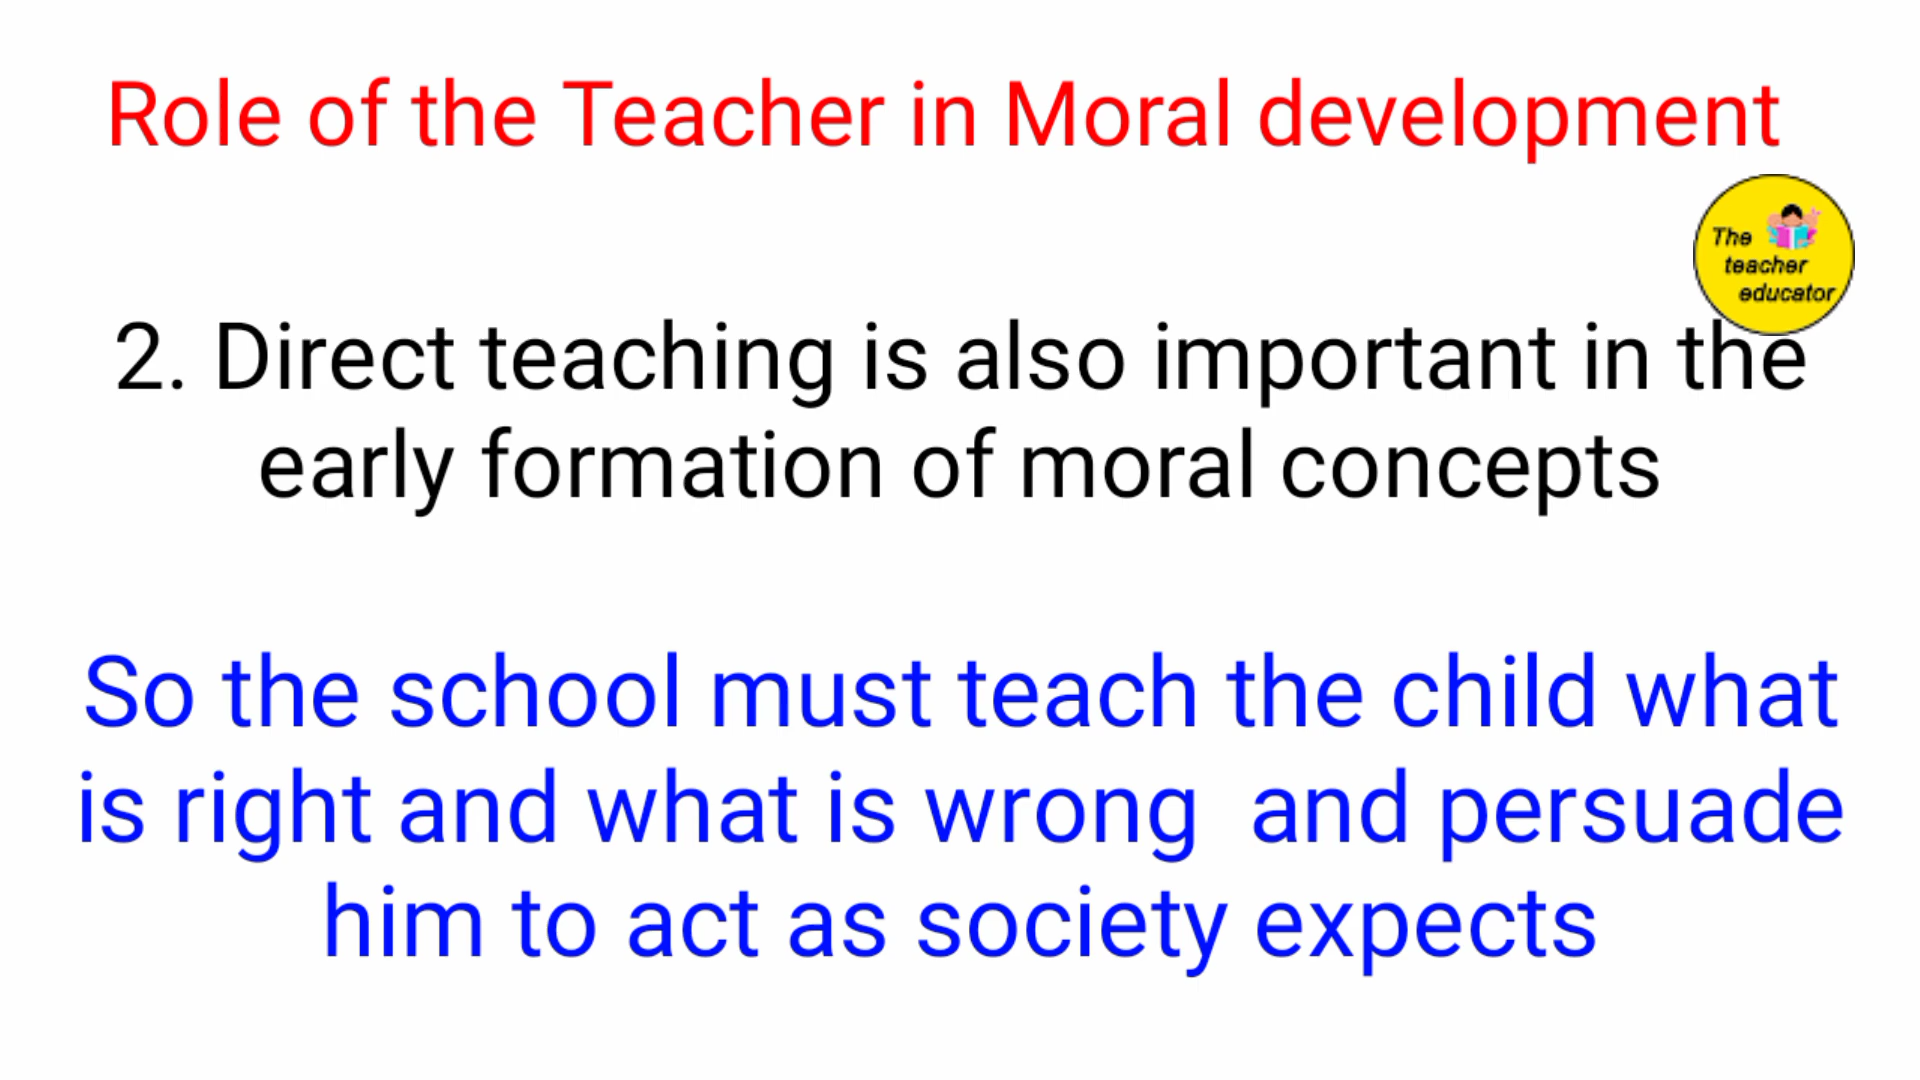 Role of the Teacher in Moral development
The
teacher
educator
2. Direct teaching is also important in the
early formation of moral concepts
So the school must teach the child what
is right and what is wrong  and persuade
him to act as society expects